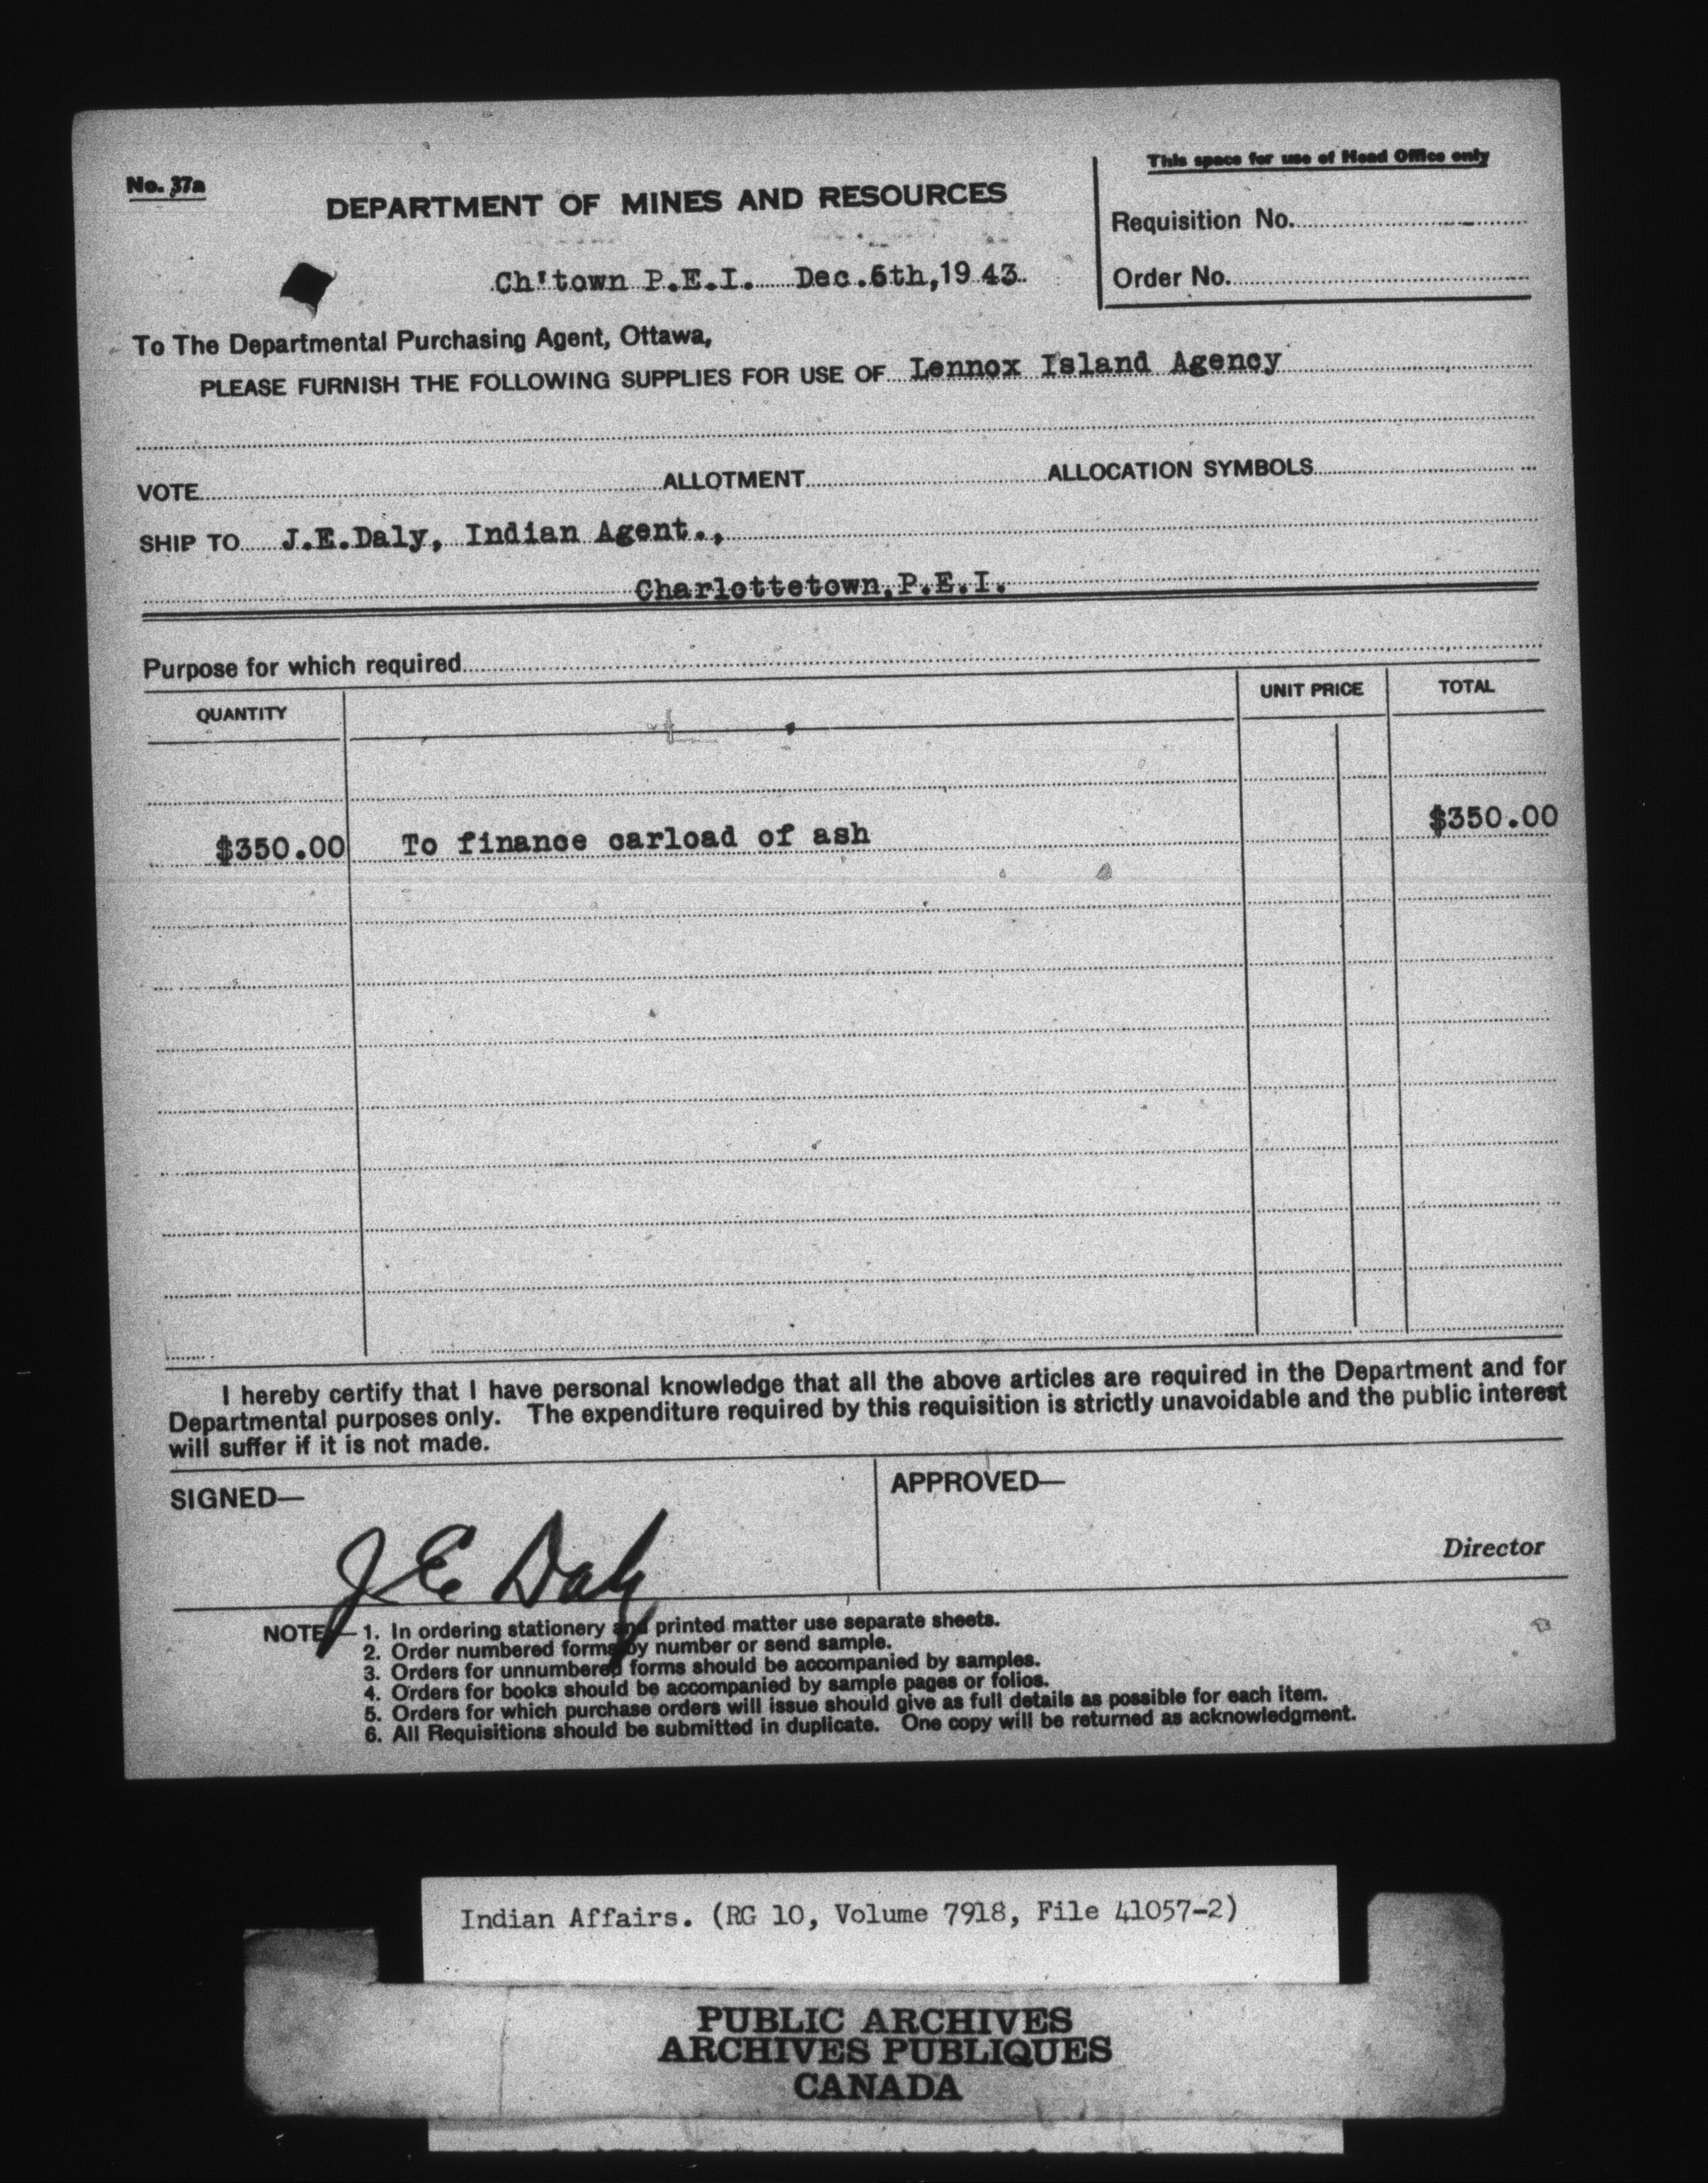 No. 37a
This space for use of Head Office only
DEPARTMENT OF MINES AND RESOURCES
Requisition No.
Ch'town P.E.I. Dec.6th,1943.
Order No.
To The Departmental Purchasing Agent, Ottawa,
PLEASE FURNISH THE FOLLOWING SUPPLIES FOR USE OF Lennox Island Agency
VOTE ALLOTMENT ALLOCATION SYMBOLS
SHIP TO J.E.Daly, Indian Agent.,
Charlottetown,P.E.I.
Purpose for which required
QUANTITY UNIT PRICE TOTAL
$350.00 To finance carload of ash $350.00
I hereby certify that I have personal knowledge that all the above articles are required in the Department and for
Departmental purposes only. The expenditure required by this requisition is strictly unavoidable and the public interest
will suffer if it is not made.
SIGNED— APPROVED—
J E Daly
Director
NOTE—1. In ordering stationery and printed matter use separate sheets.
2. Order numbered forms by number or send sample.
3. Orders for unnumbered forms should be accompanied by samples.
4. Orders for books should be accompanied by sample pages or folios.
5. Orders for which purchase orders will issue should give as full details as possible for each item.
6. All Requisitions should be submitted in duplicate. One copy will be returned as acknowledgment.
Indian Affairs. (RG 10, Volume 7918, File 41057-2)
PUBLIC ARCHIVES
ARCHIVES PUBLIQUES
CANADA